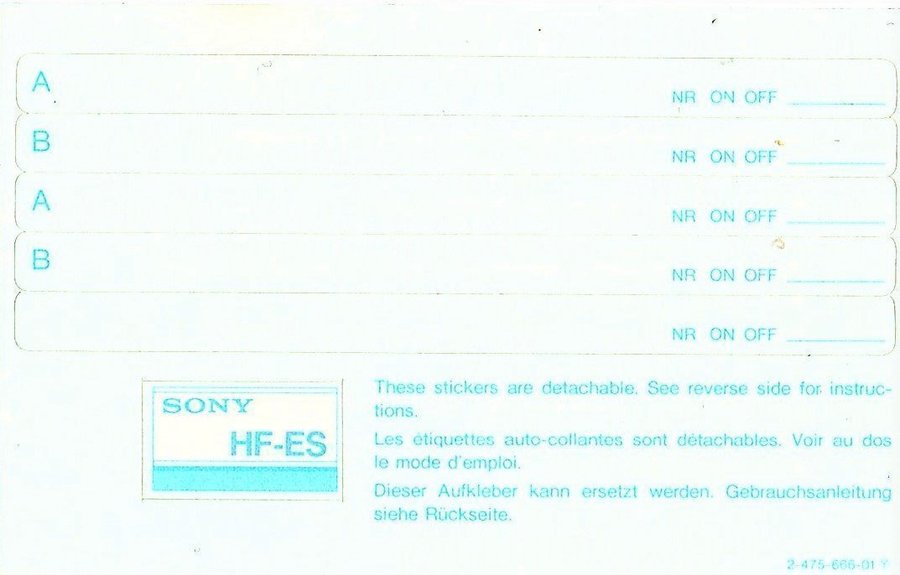 A
NR ON OFF
B
NR ON OFF
A
NR ON OFF
B
NR ON OFF
NR ON OFF
SONY
HF-ES
These stickers are detachable. See reverse side for instruc-
tions.
Les étiquettes auto-collantes sont détachables. Voir au dos
le mode d'emploi.
Dieser Aufkleber kann ersetzt werden. Gebrauchsanleitung
siehe Rückseite.
2-475-666-01